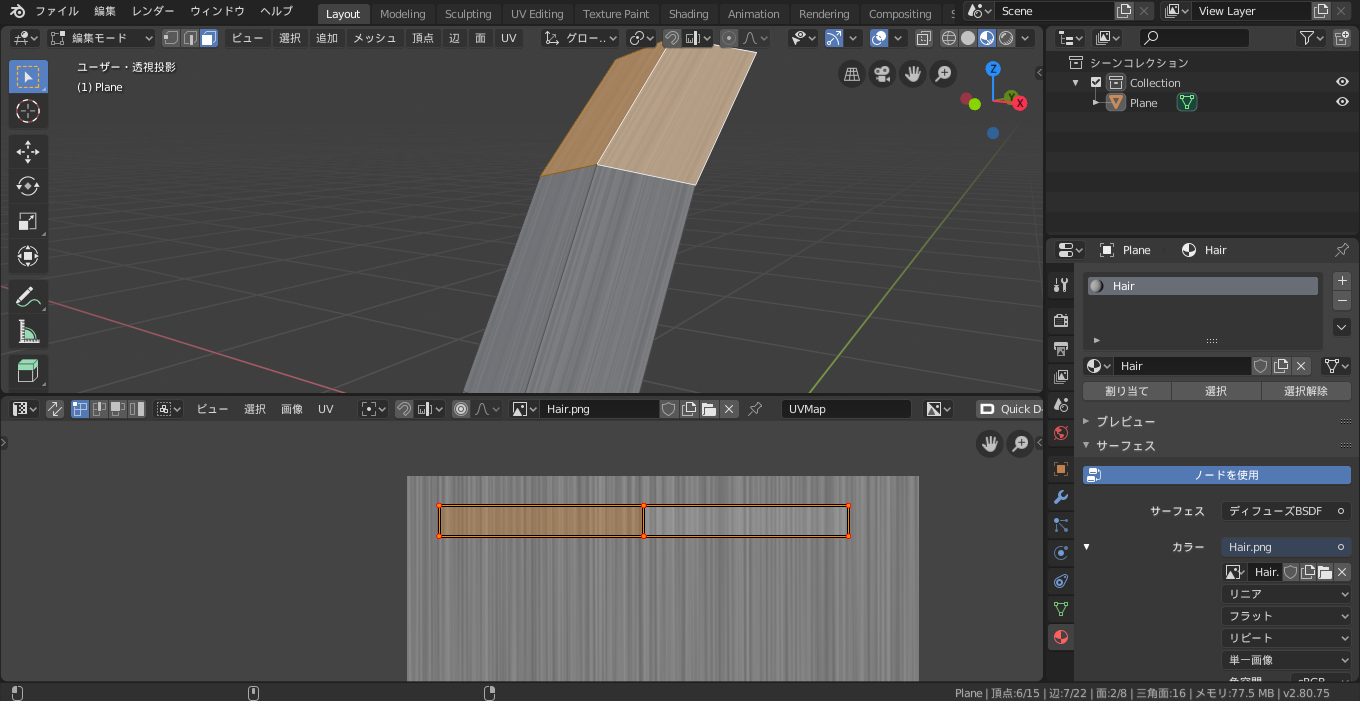 ファイル 編集 レンダー ウィンドウ ヘルプ Layout Modeling Sculpting UV Editing Texture Paint Shading Animation Rendering Compositing S Scene View Layer
編集モード ビュー 選択 追加 メッシュ 頂点 辺 面 UV グロー..
ユーザー・透視投影
(1) Plane
Z
Y
X
シーンコレクション
Collection
Plane
Plane Hair
Hair
Hair
割り当て 選択 選択解除
プレビュー
サーフェス
ノードを使用
サーフェス ディフューズBSDF
カラー Hair.png
Hair.
リニア
フラット
リピート
単一画像
色空間 sRGB
ビュー 選択 画像 UV Hair.png UVMap Quick D
Plane | 頂点:6/15 | 辺:7/22 | 面:2/8 | 三角面:16 | メモリ:77.5 MB | v2.80.75